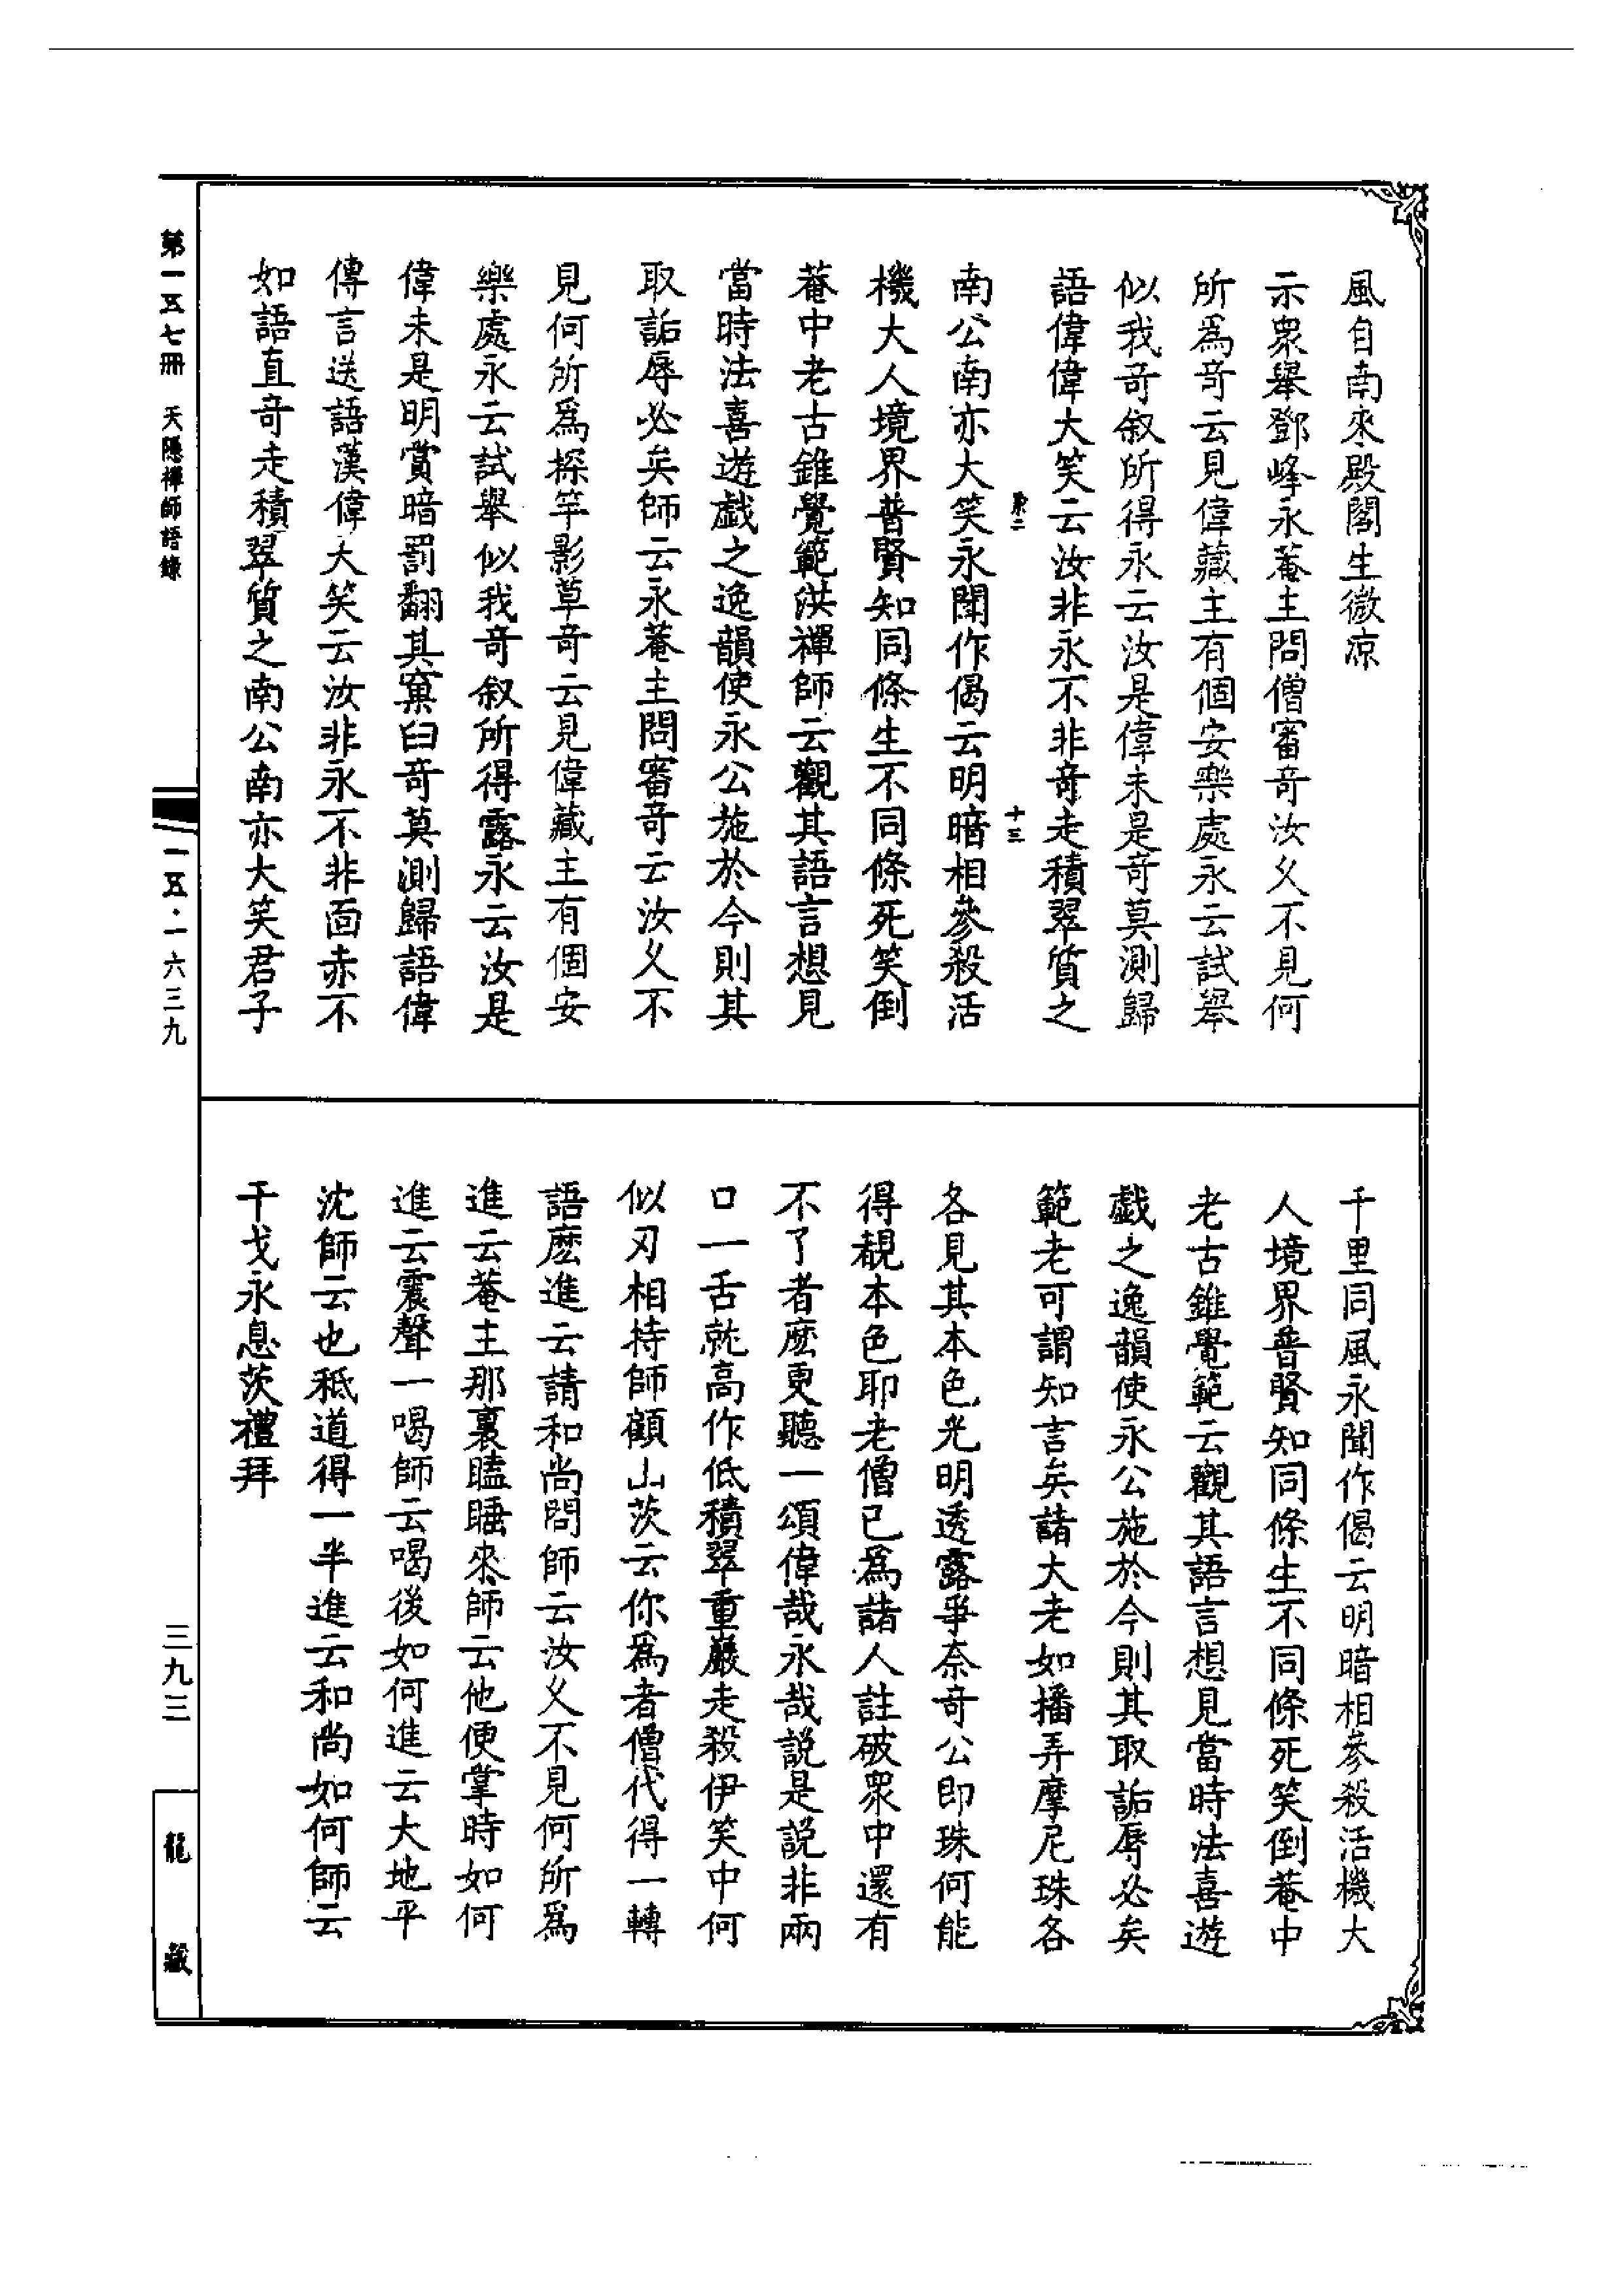 風自南來殿閣生微凉
示眾舉鄧峰永菴主問僧審奇汝乆不見何
所爲奇云見偉藏主有個安樂處永云試舉
似我奇叙所得永云汝是偉未是奇莫測歸
語偉偉大笑云汝非永不非奇走積翠質之
南公南亦大笑永聞作偈云明暗相參殺活
機大人境界普賢知同條生不同條死笑倒
菴中老古錐覺範洪禪師云觀其語言想見
當時法喜遊戲之逸韻使永公施於今則其
取詬辱必矣師云永菴主問審奇云汝乆不
見何所爲探竿影草奇云見偉藏主有個安
樂處永云試舉似我奇叙所得露永云汝是
偉未是明賞暗罰翻其窠臼奇莫測歸語偉
傳言送語漢偉大笑云汝非永不非面赤不
如語直奇走積翠質之南公南亦大笑君子
十三
千里同風永聞作偈云明暗相參殺活機大
人境界普賢知同條生不同條死笑倒菴中
老古錐覺範云觀其語言想見當時法喜遊
戲之逸韻使永公施於今則其取詬辱必矣
範老可謂知言矣諸大老如播弄摩尼珠各
各見其本色光明透露爭奈奇公即珠何能
得覩本色耶老僧已爲諸人註破眾中還有
不了者麽更聽一頌偉哉永哉説是説非兩
口一舌就高作低積翠重巖走殺伊笑中何
似刃相持師顧山茨云你爲者僧代得一轉
語麽進云請和尚問師云汝乆不見何所爲
進云菴主那裏瞌睡來師云他便掌時如何
進云震聲一喝師云喝後如何進云大地平
沈師云也秪道得一半進云和尚如何師云
干戈永息茨禮拜
第一五七冊 天隱禪師語錄
一五·一六三九
三九三
龍藏